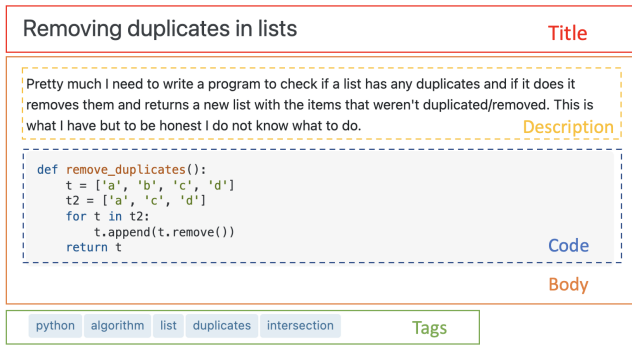 Removing duplicates in lists
Title
Pretty much I need to write a program to check if a list has any duplicates and if it does it
removes them and returns a new list with the items that weren't duplicated/removed. This is
what I have but to be honest I do not know what to do.
Description
def remove_duplicates():
    t = ['a', 'b', 'c', 'd']
    t2 = ['a', 'c', 'd']
    for t in t2:
        t.append(t.remove())
    return t
Code
Body
python algorithm list duplicates intersection
Tags